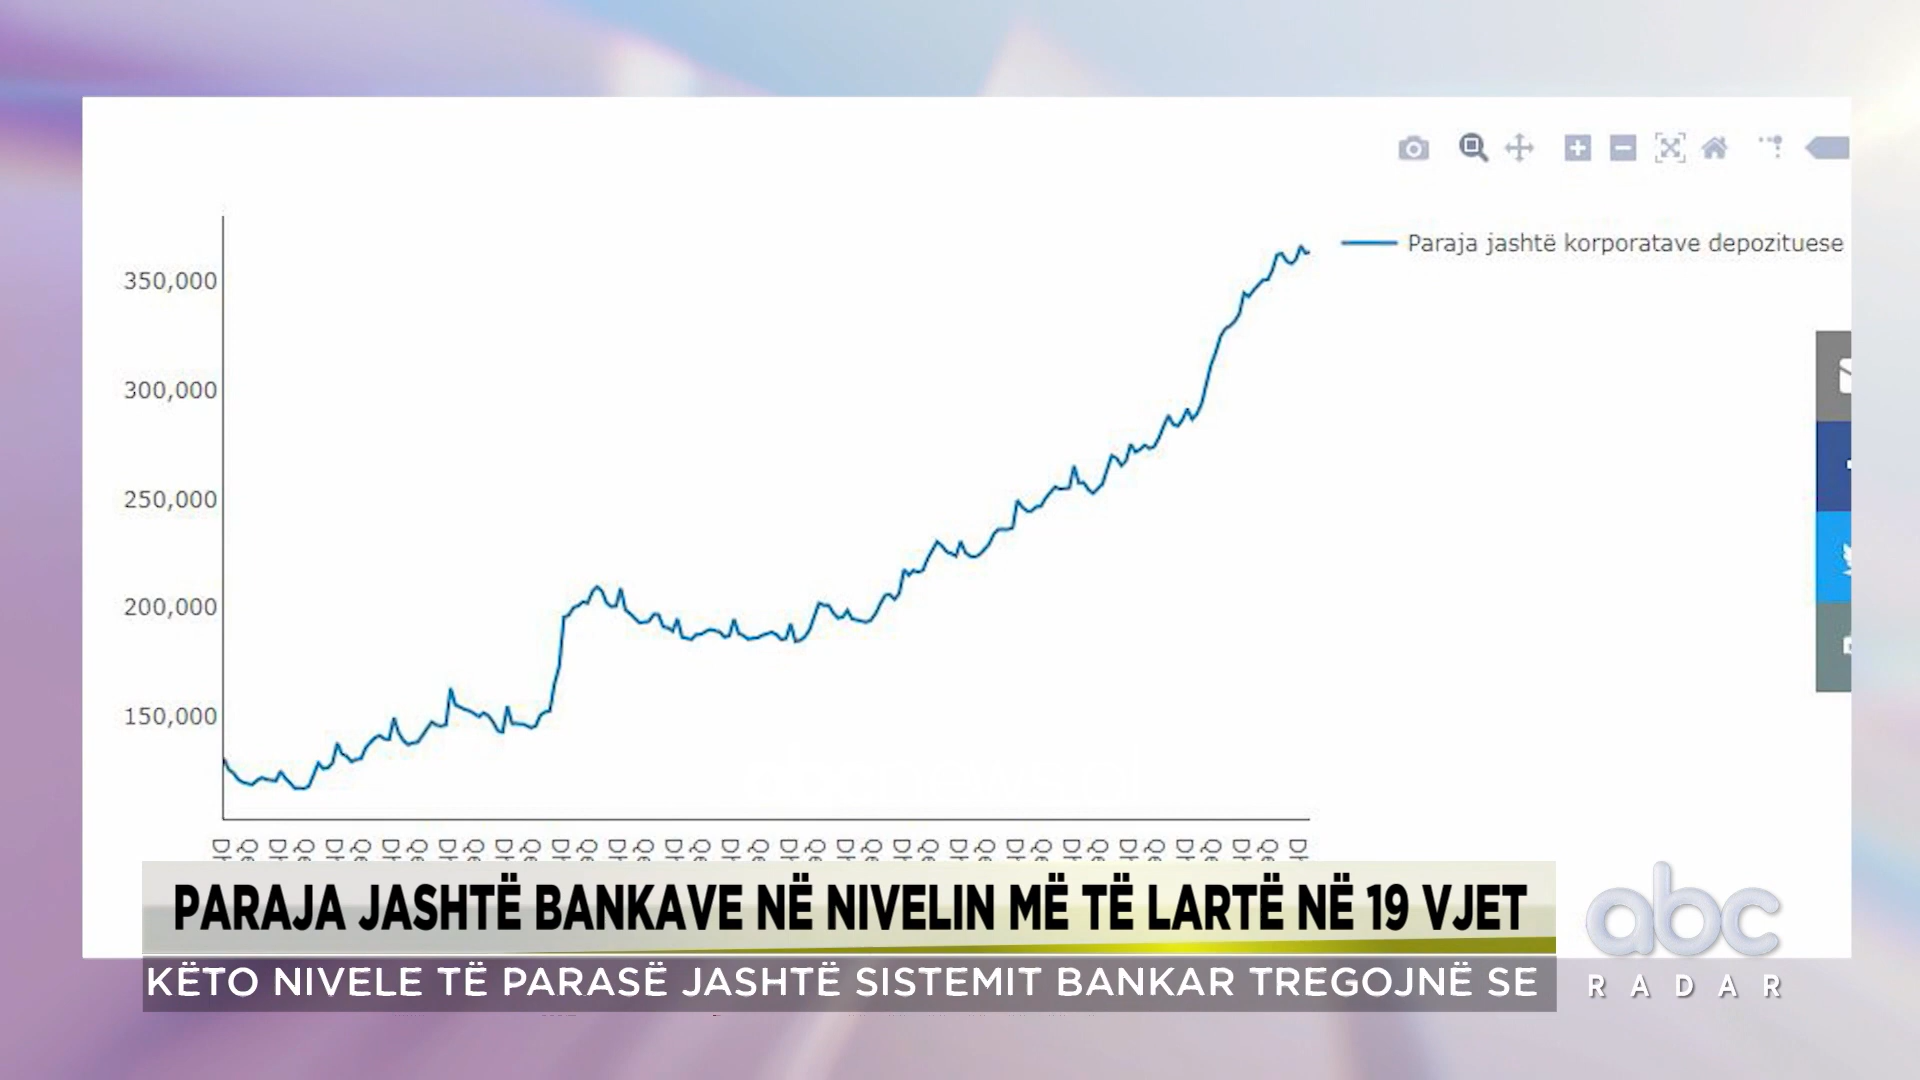 Paraja jashtë korporatave depozituese
350,000
300,000
250,000
200,000
150,000
PARAJA JASHTË BANKAVE NË NIVELIN MË TË LARTË NË 19 VJET
KËTO NIVELE TË PARASË JASHTË SISTEMIT BANKAR TREGOJNË SE
abc
RADAR